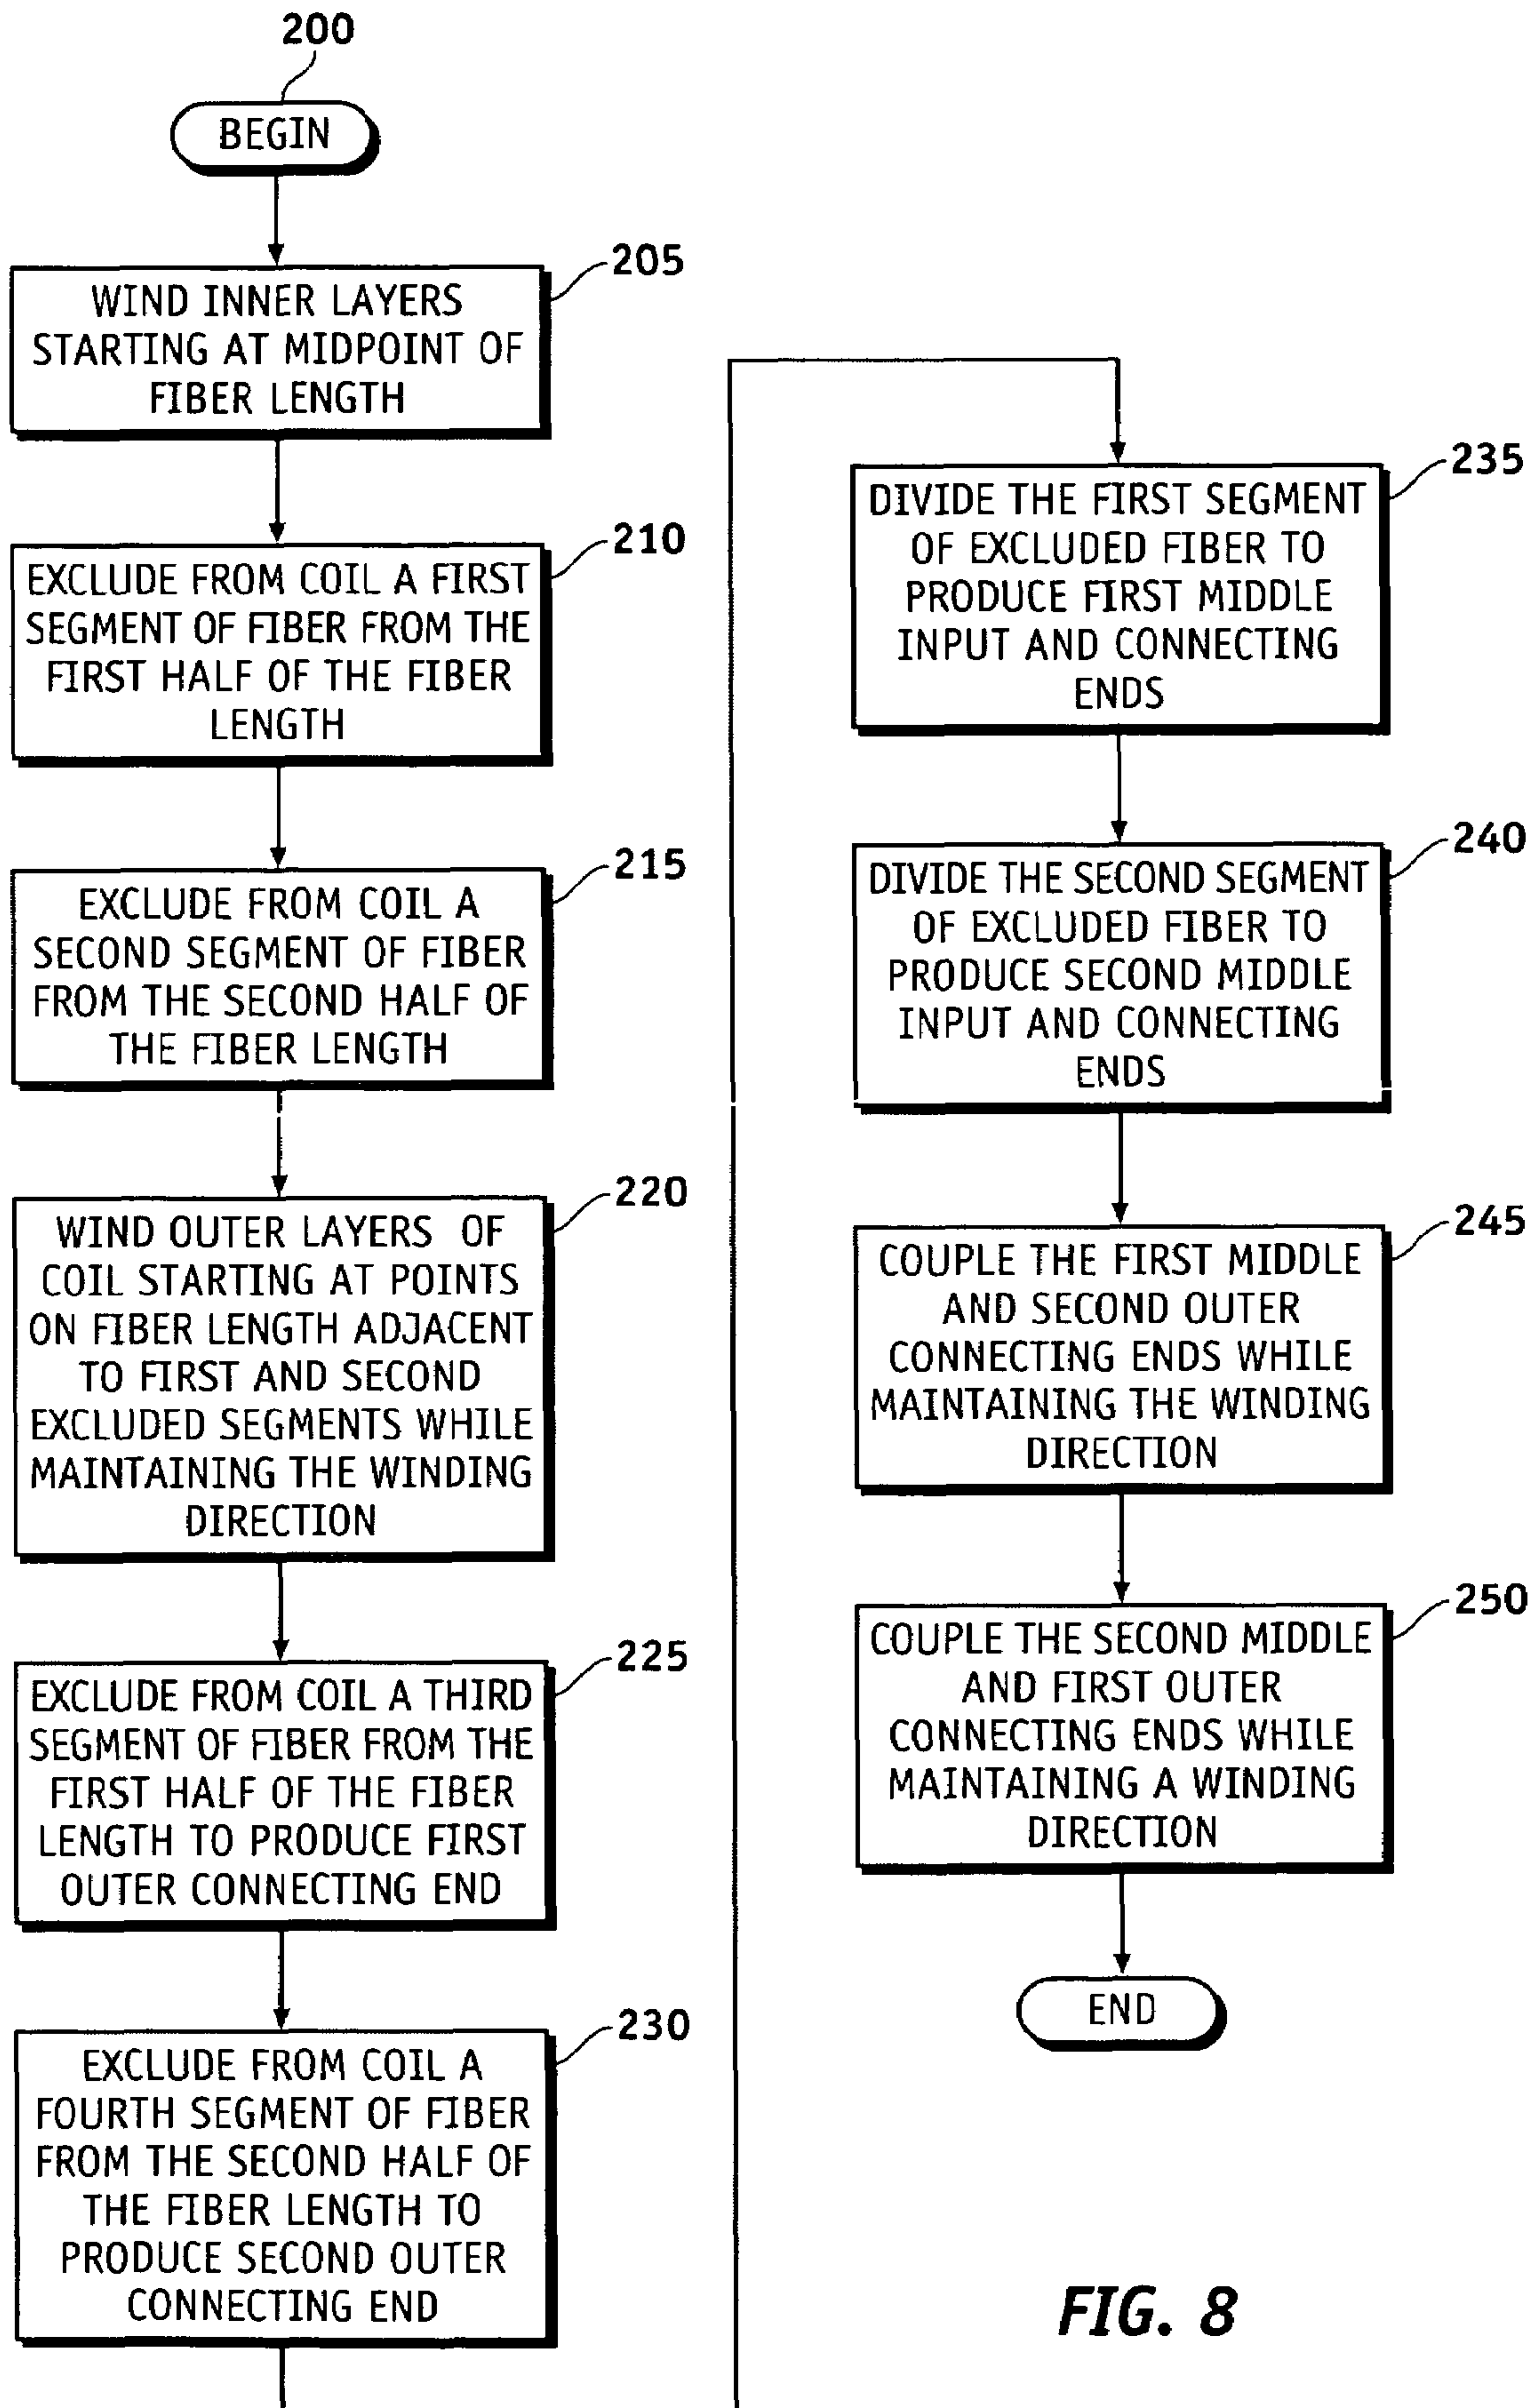 200
BEGIN
205
WIND INNER LAYERS
STARTING AT MIDPOINT OF
FIBER LENGTH
210
EXCLUDE FROM COIL A FIRST
SEGMENT OF FIBER FROM THE
FIRST HALF OF THE FIBER
LENGTH
215
EXCLUDE FROM COIL A
SECOND SEGMENT OF FIBER
FROM THE SECOND HALF OF
THE FIBER LENGTH
220
WIND OUTER LAYERS OF
COIL STARTING AT POINTS
ON FIBER LENGTH ADJACENT
TO FIRST AND SECOND
EXCLUDED SEGMENTS WHILE
MAINTAINING THE WINDING
DIRECTION
225
EXCLUDE FROM COIL A THIRD
SEGMENT OF FIBER FROM THE
FIRST HALF OF THE FIBER
LENGTH TO PRODUCE FIRST
OUTER CONNECTING END
230
EXCLUDE FROM COIL A
FOURTH SEGMENT OF FIBER
FROM THE SECOND HALF OF
THE FIBER LENGTH TO
PRODUCE SECOND OUTER
CONNECTING END
235
DIVIDE THE FIRST SEGMENT
OF EXCLUDED FIBER TO
PRODUCE FIRST MIDDLE
INPUT AND CONNECTING
ENDS
240
DIVIDE THE SECOND SEGMENT
OF EXCLUDED FIBER TO
PRODUCE SECOND MIDDLE
INPUT AND CONNECTING
ENDS
245
COUPLE THE FIRST MIDDLE
AND SECOND OUTER
CONNECTING ENDS WHILE
MAINTAINING THE WINDING
DIRECTION
250
COUPLE THE SECOND MIDDLE
AND FIRST OUTER
CONNECTING ENDS WHILE
MAINTAINING A WINDING
DIRECTION
END
FIG. 8